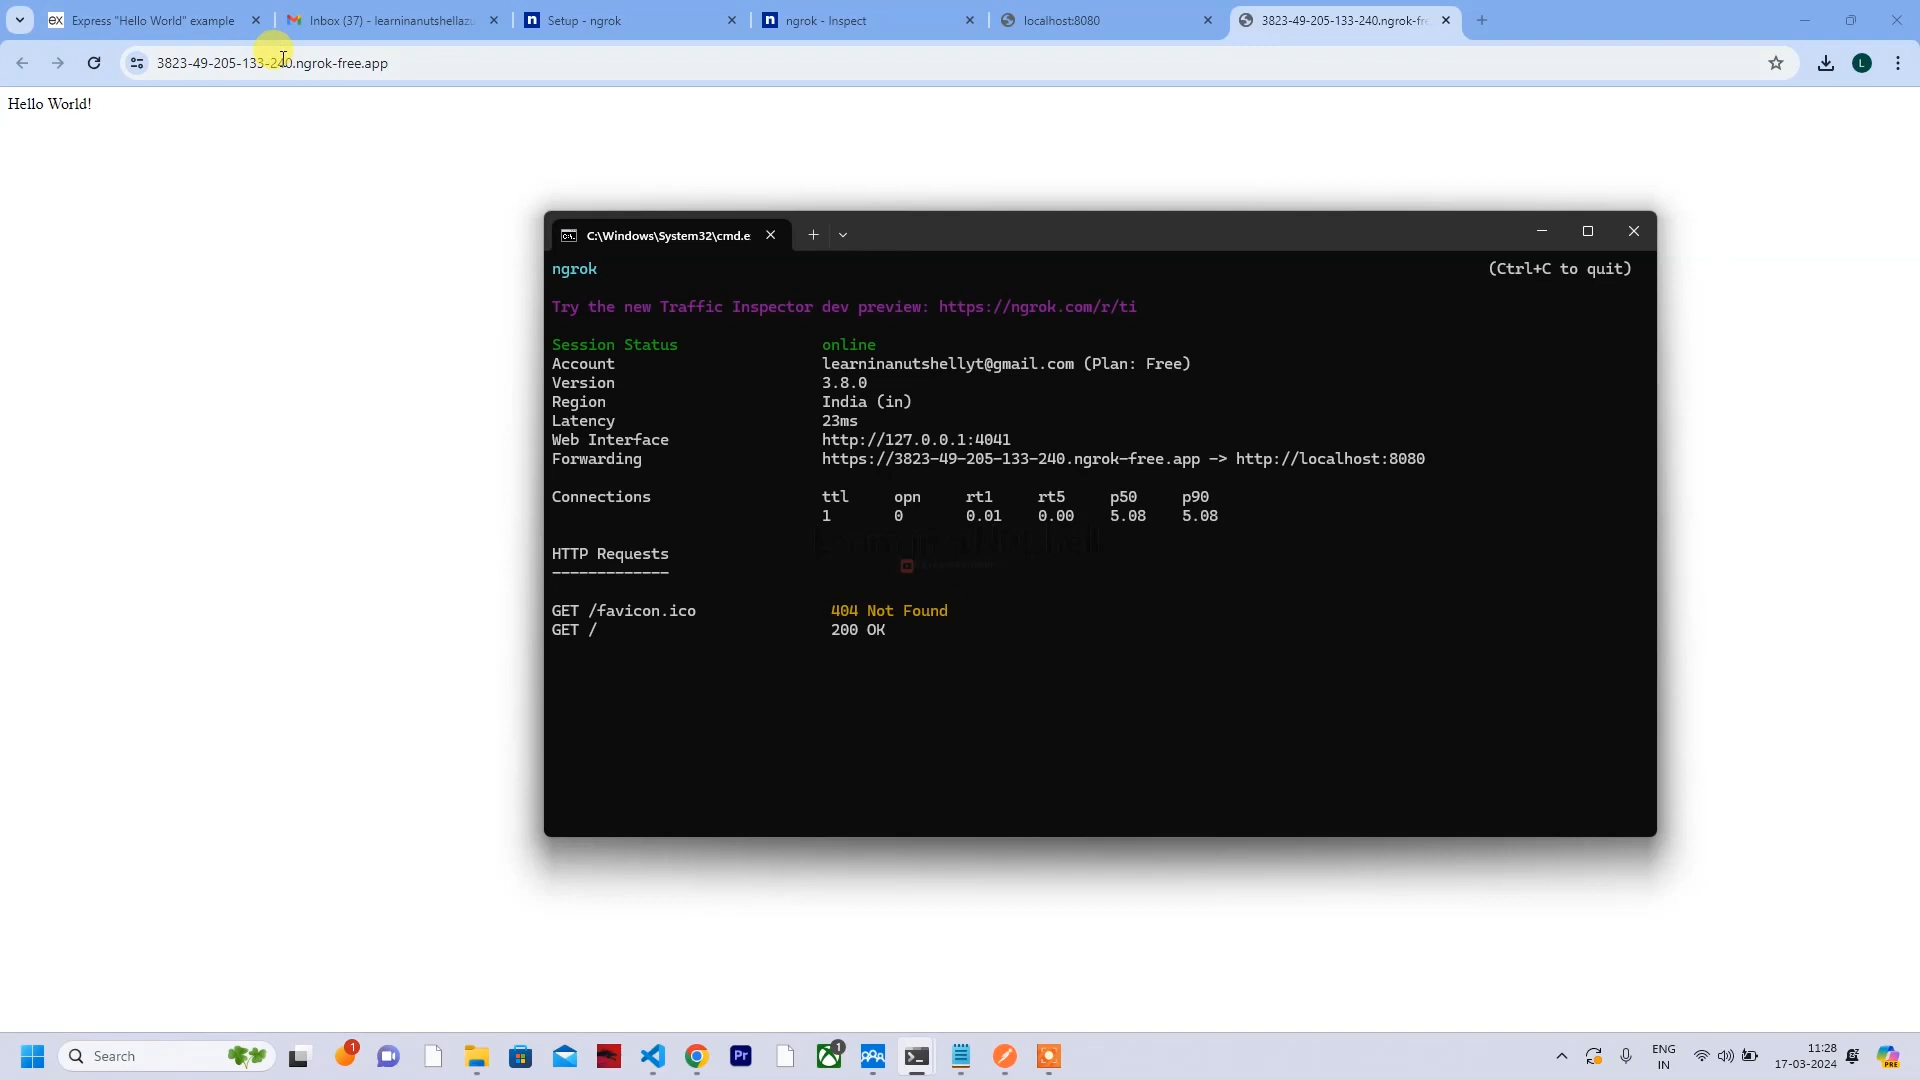 Express "Hello World" example
Inbox (37) - learninanutshellazu
Setup - ngrok
ngrok - Inspect
localhost:8080
3823-49-205-133-240.ngrok-fre
3823-49-205-133-240.ngrok-free.app
L
Hello World!
C:\Windows\System32\cmd.e
ngrok (Ctrl+C to quit)
Try the new Traffic Inspector dev preview: https://ngrok.com/r/ti
Session Status online
Account learninanutshellyt@gmail.com (Plan: Free)
Version 3.8.0
Region India (in)
Latency 23ms
Web Interface http://127.0.0.1:4041
Forwarding https://3823-49-205-133-240.ngrok-free.app -> http://localhost:8080
Connections ttl opn rt1 rt5 p50 p90
1 0 0.01 0.00 5.08 5.08
HTTP Requests
-------------
GET /favicon.ico 404 Not Found
GET / 200 OK
Search
1
Pr
1
ENG
IN
11:28
17-03-2024
PRE